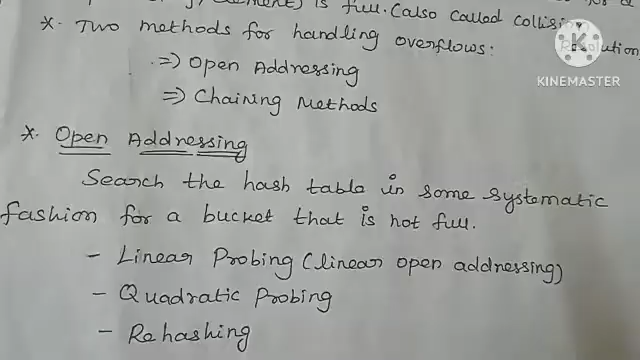 is full. (also called collision
* Two methods for handling overflows: Resolution
=> Open Addressing
=> Chaining Methods
* Open Addressing
Search the hash table in some systematic
fashion for a bucket that is not full.
- Linear Probing (linear open addressing)
- Quadratic Probing
- Rehashing
KINEMASTER